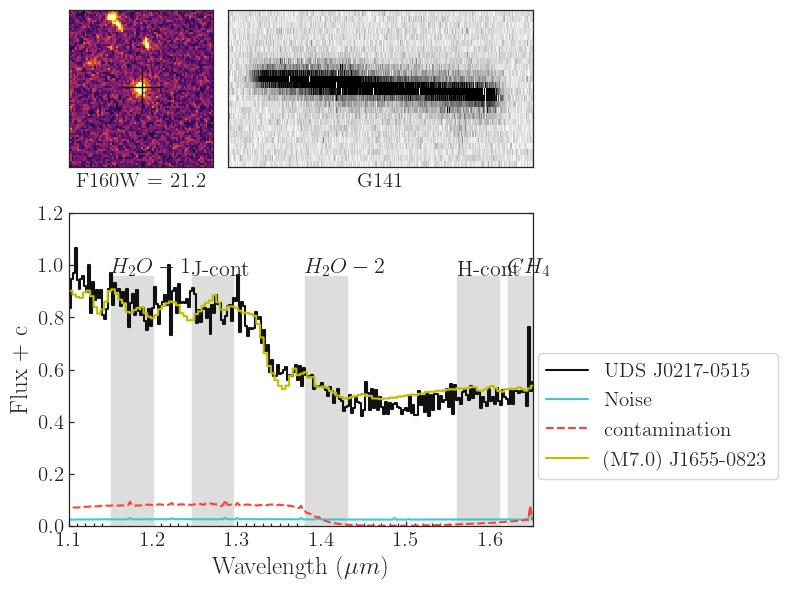 F160W = 21.2
G141
H₂O − 1
J-cont
H₂O − 2
H-cont
CH₄
1.2
1.0
0.8
0.6
0.4
0.2
0.0
Flux + c
1.1
1.2
1.3
1.4
1.5
1.6
Wavelength (μm)
UDS J0217-0515
Noise
contamination
(M7.0) J1655-0823